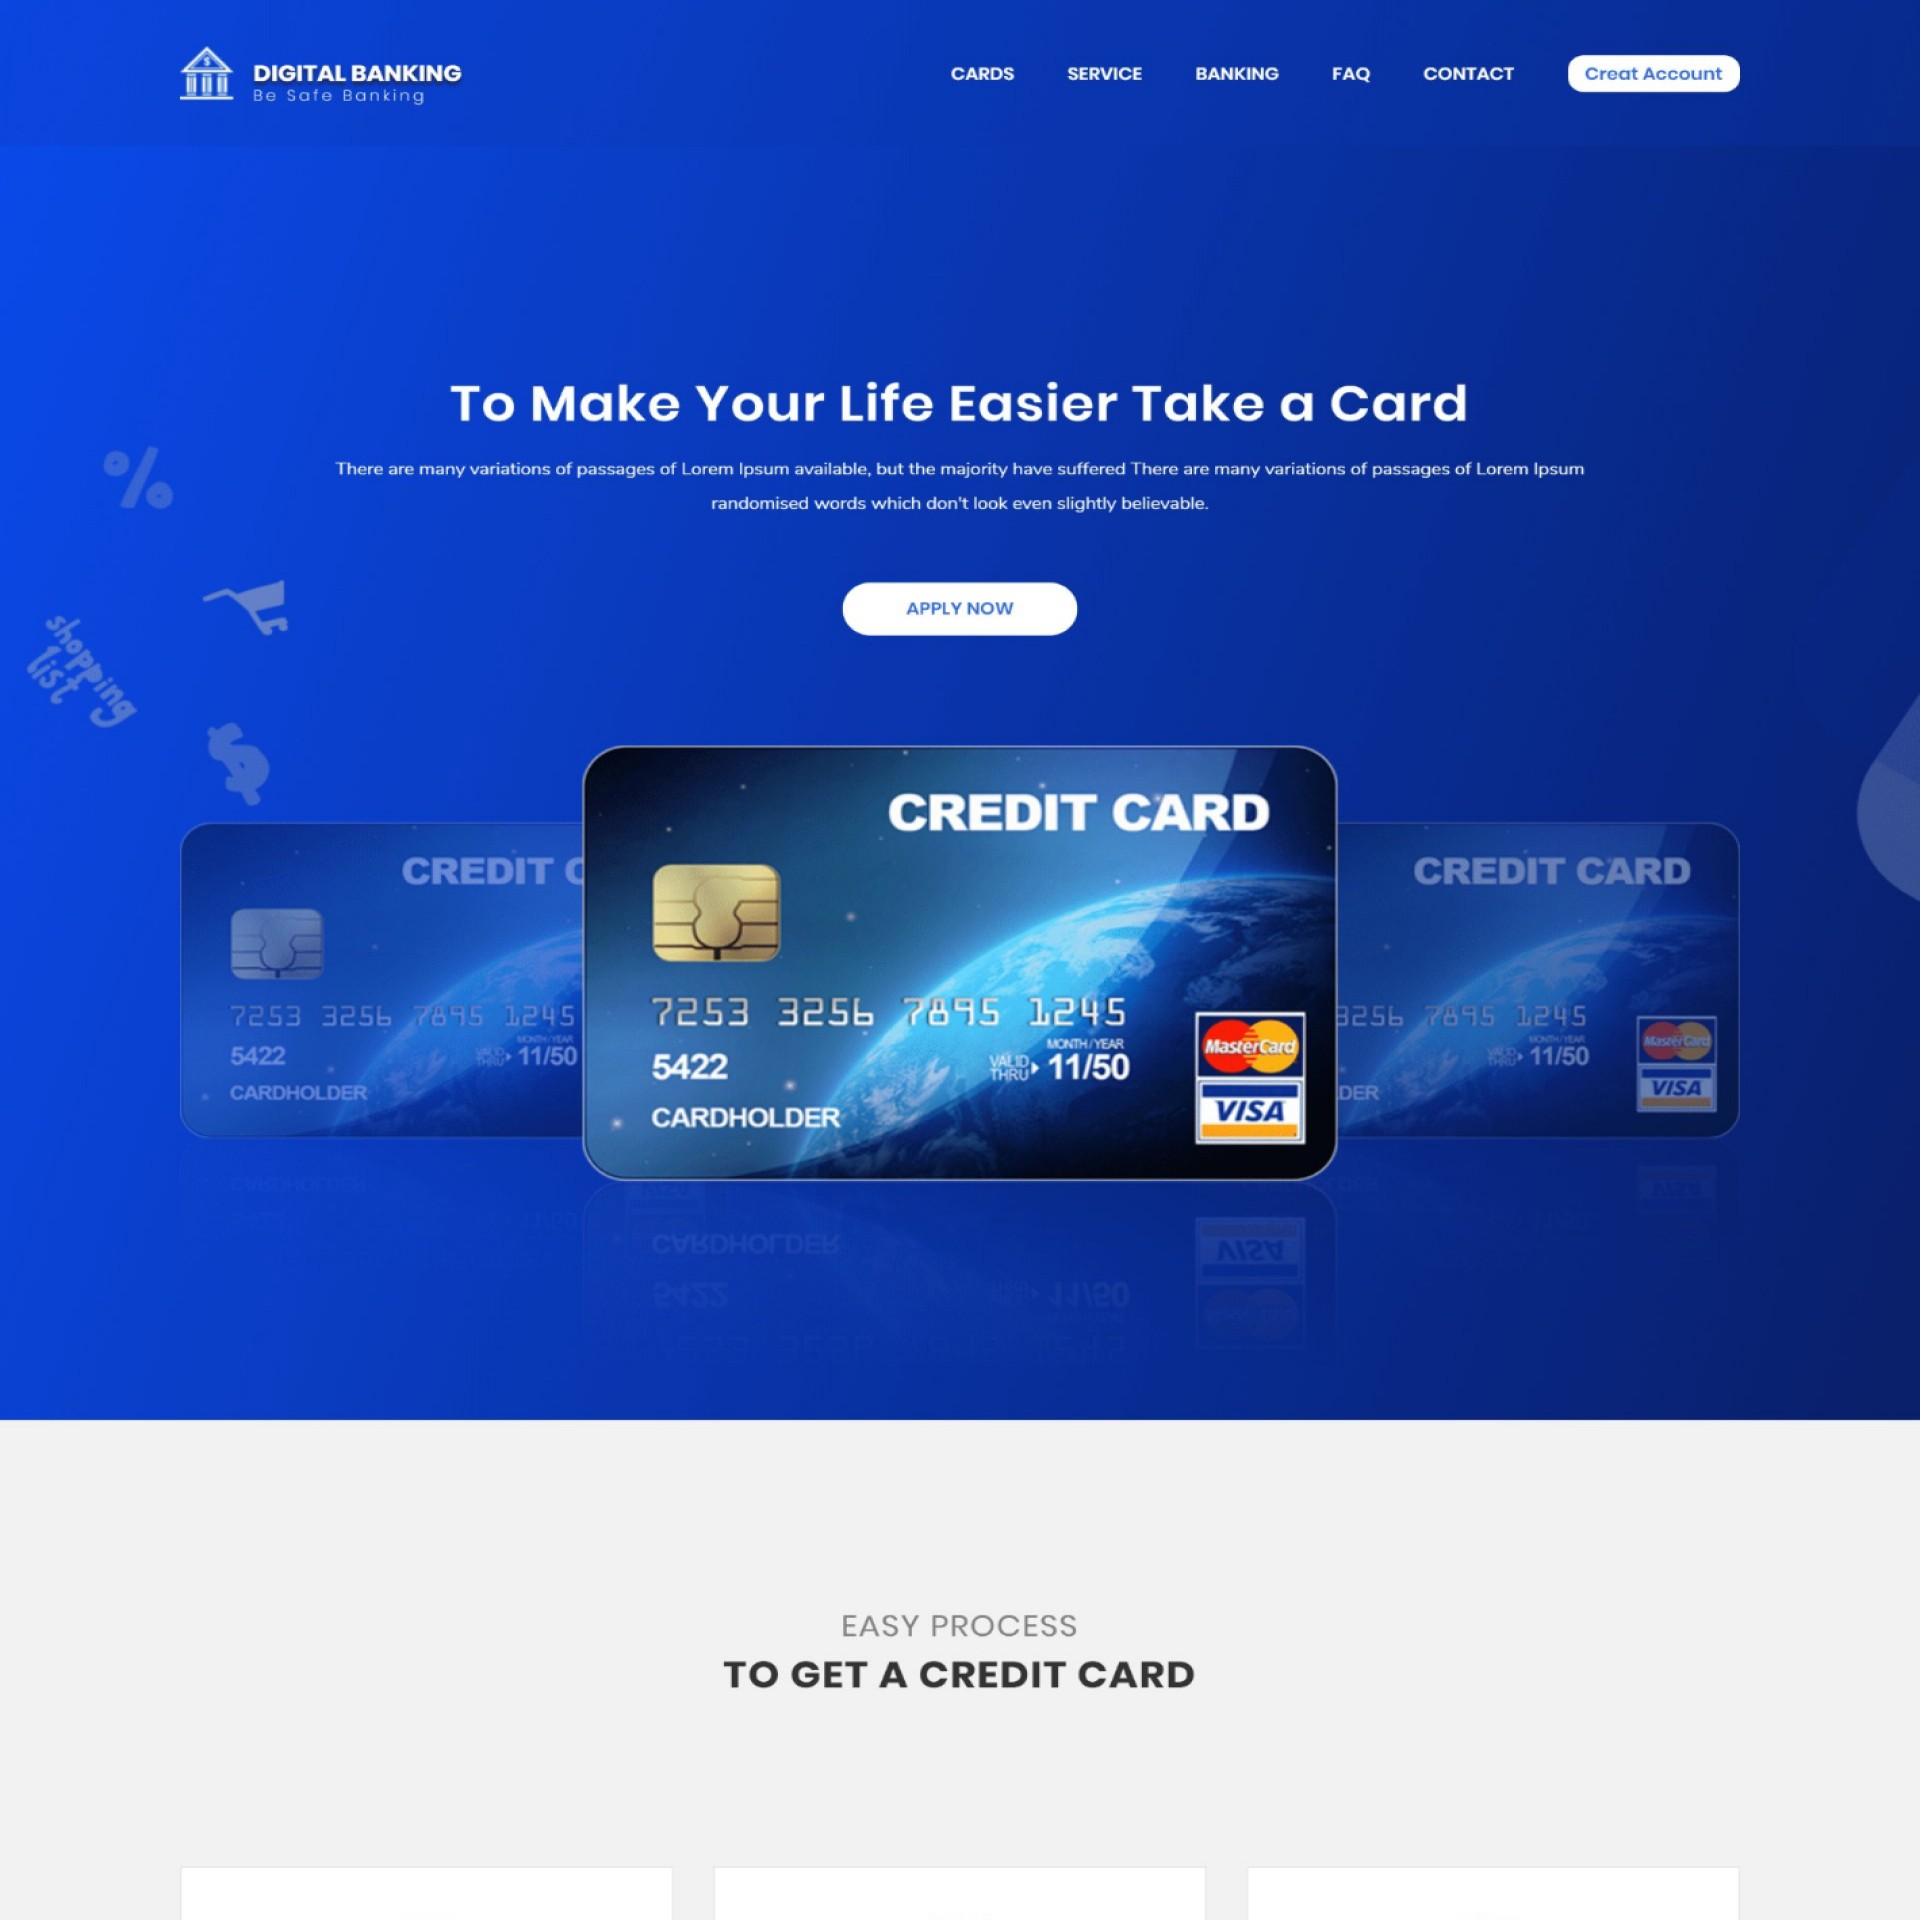 DIGITAL BANKING
Be Safe Banking
CARDS
SERVICE
BANKING
FAQ
CONTACT
Creat Account
To Make Your Life Easier Take a Card
There are many variations of passages of Lorem Ipsum available, but the majority have suffered There are many variations of passages of Lorem Ipsum
randomised words which don't look even slightly believable.
APPLY NOW
%
shopping
list
$
CREDIT C
7253 3256 7895 1245
MONTH/YEAR
5422
VALID THRU 11/50
CARDHOLDER
CREDIT CARD
7253 3256 7895 1245
MONTH/YEAR
5422
VALID THRU 11/50
CARDHOLDER
MasterCard
VISA
CREDIT CARD
3256 7895 1245
MONTH/YEAR
VALID THRU 11/50
DER
MasterCard
VISA
EASY PROCESS
TO GET A CREDIT CARD